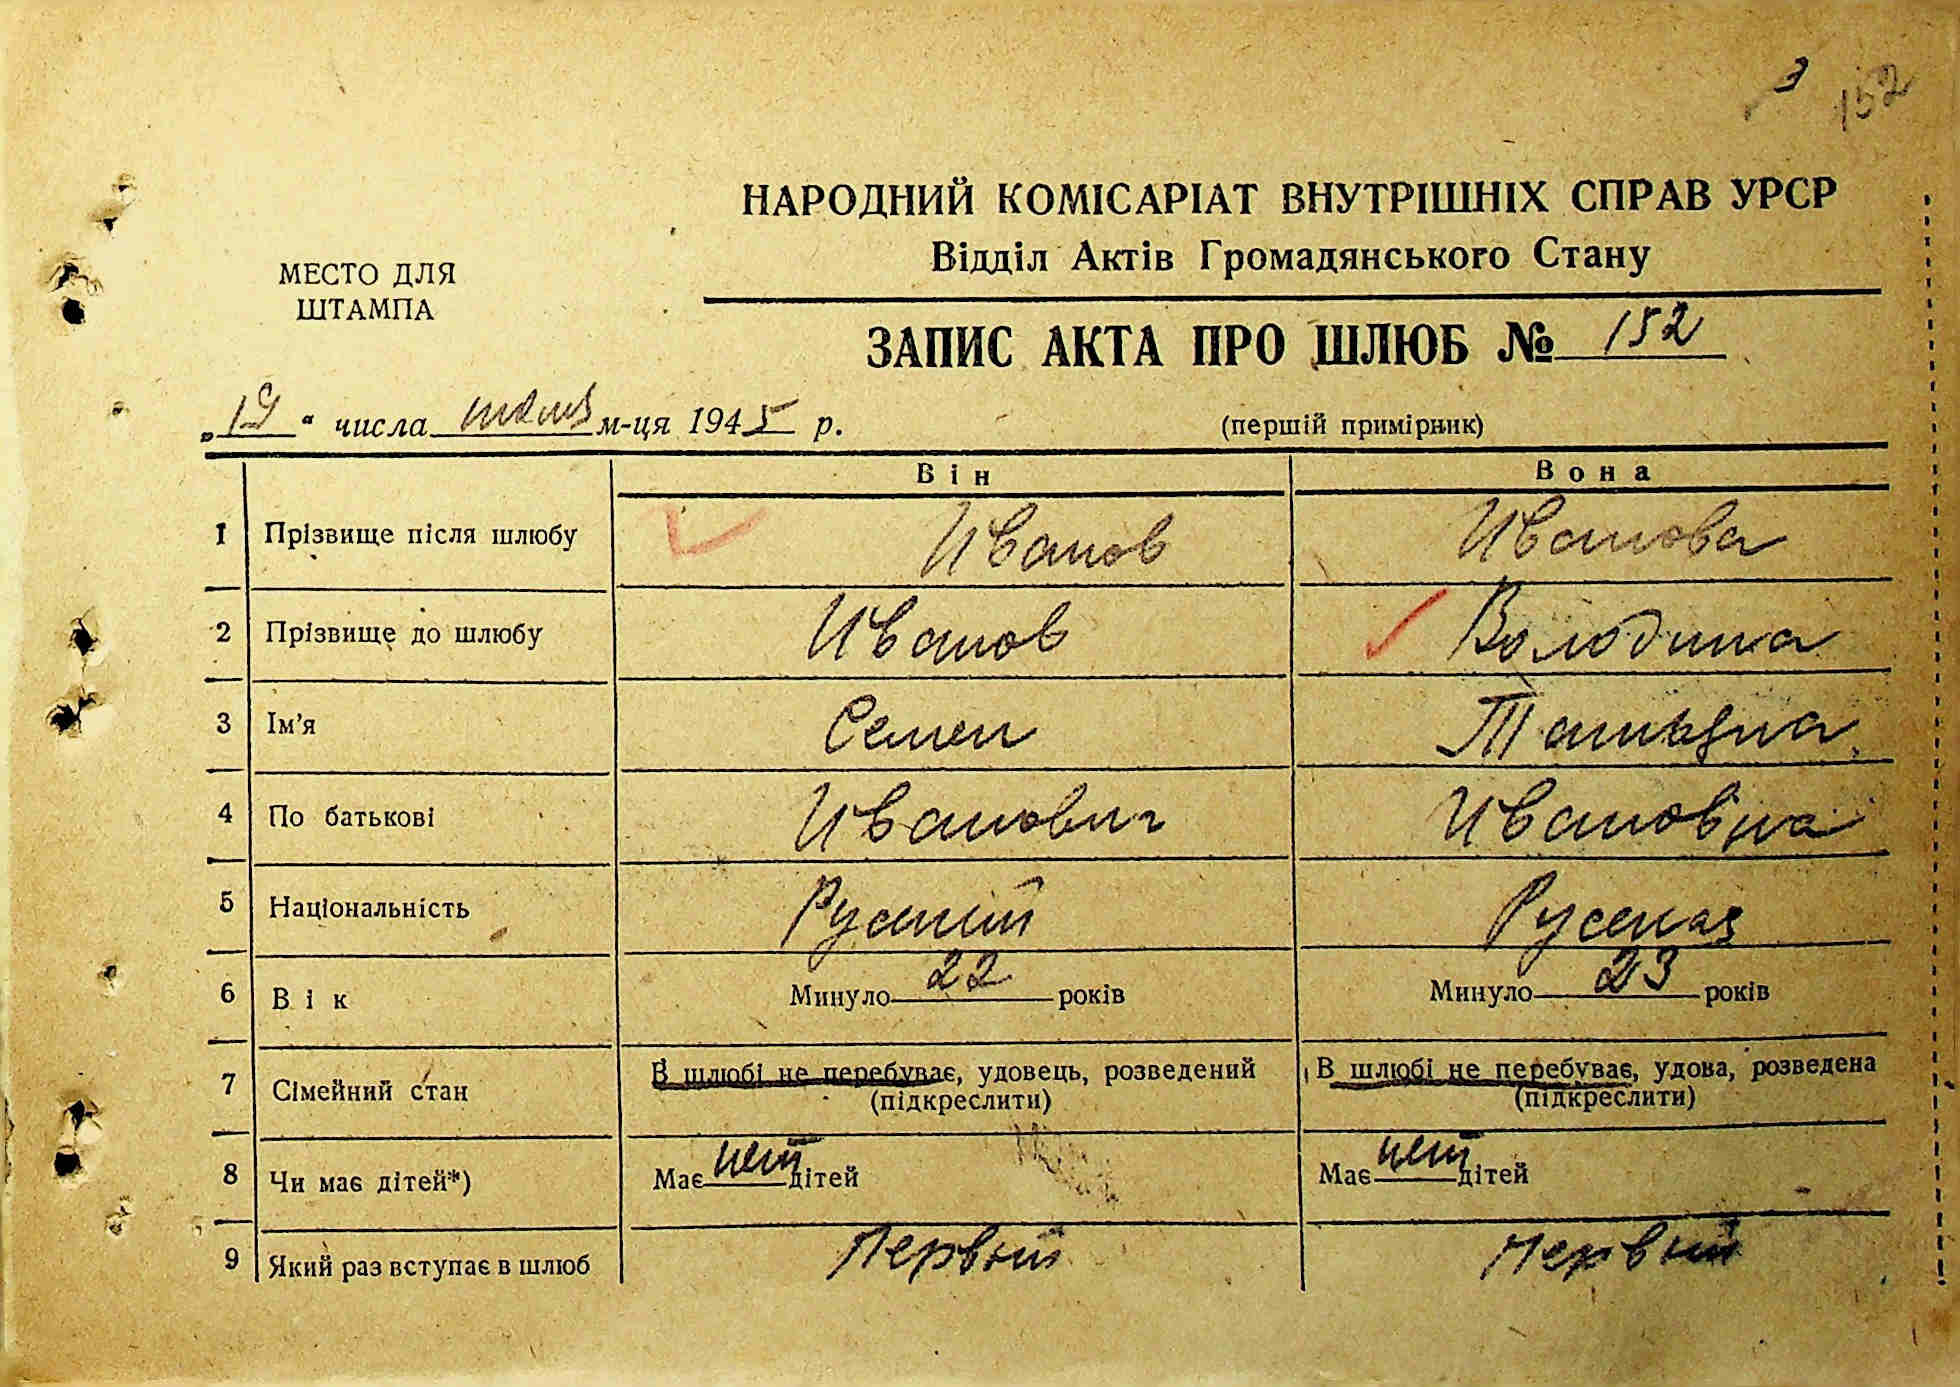 З 152
НАРОДНИЙ КОМІСАРІАТ ВНУТРІШНІХ СПРАВ УРСР
Відділ Актів Громадянського Стану
МЕСТО ДЛЯ
ШТАМПА
ЗАПИС АКТА ПРО ШЛЮБ № 152
„19“ числа июля м-ця 1945 р.
(першій примірник)
Він Вона
1 Прізвище після шлюбу Иванов Иванова
2 Прізвище до шлюбу Иванов Володина
3 Ім’я Семен Татьяна
4 По батькові Иванович Ивановна
5 Національність Руский Руская
6 Вік Минуло 22 років Минуло 23 років
7 Сімейний стан В шлюбі не перебуває, удовець, розведений В шлюбі не перебуває, удова, розведена
(підкреслити) (підкреслити)
8 Чи має дітей*) Має нет дітей Має нет дітей
9 Який раз вступає в шлюб Первый Первый